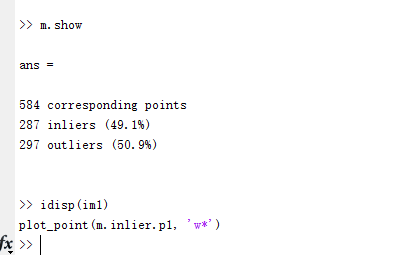 >> m.show
ans =
584 corresponding points
287 inliers (49.1%)
297 outliers (50.9%)
>> idisp(im1)
plot_point(m.inlier.p1, 'w*')
fx >>